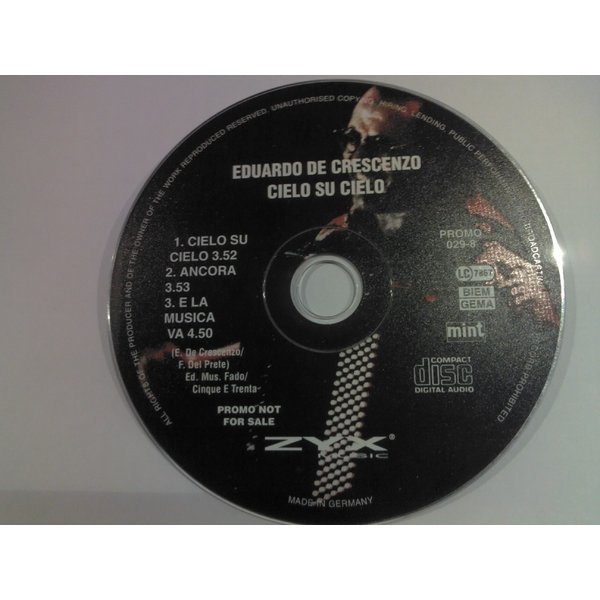 ALL RIGHTS OF THE PRODUCER AND OF THE OWNER OF THE WORK REPRODUCED RESERVED. UNAUTHORISED COPYING, HIRING, LENDING, PUBLIC PERFORMANCE PROHIBITED
EDUARDO DE CRESCENZO
CIELO SU CIELO
1. CIELO SU
CIELO 3.52
2. ANCORA
3.53
3. E LA
MUSICA
VA 4.50
(E. De Crescenzo/
F. Del Prete)
Ed. Mus. Fado/
Cinque E Trenta
PROMO NOT
FOR SALE
PROMO
029-8
LC 7867
BIEM
GEMA
mint
COMPACT
disc
DIGITAL AUDIO
ZYX®
MUSIC
MADE IN GERMANY